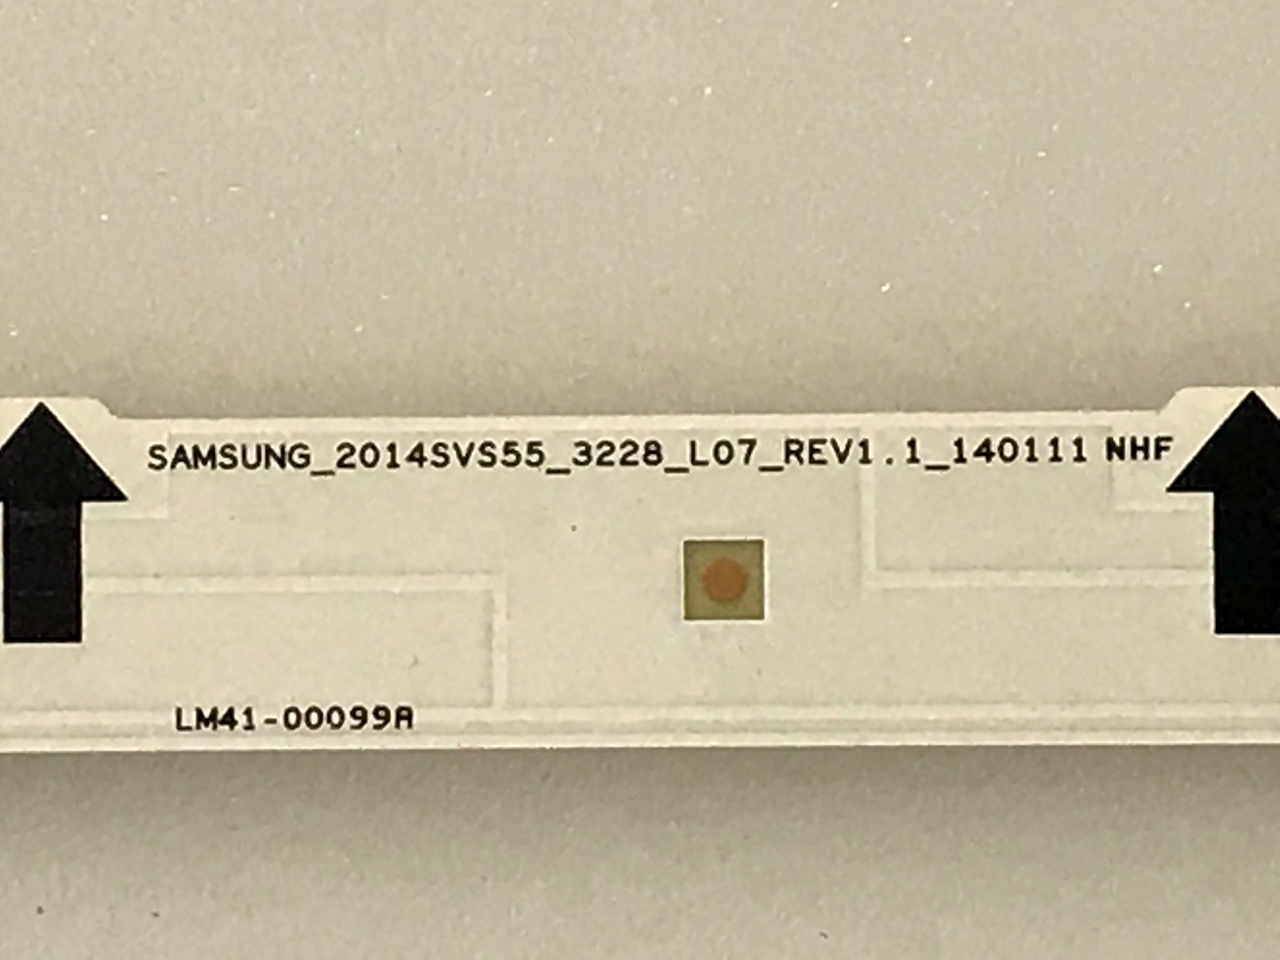 SAMSUNG_2014SVS55_3228_L07_REV1.1_140111 NHF
LM41-00099A